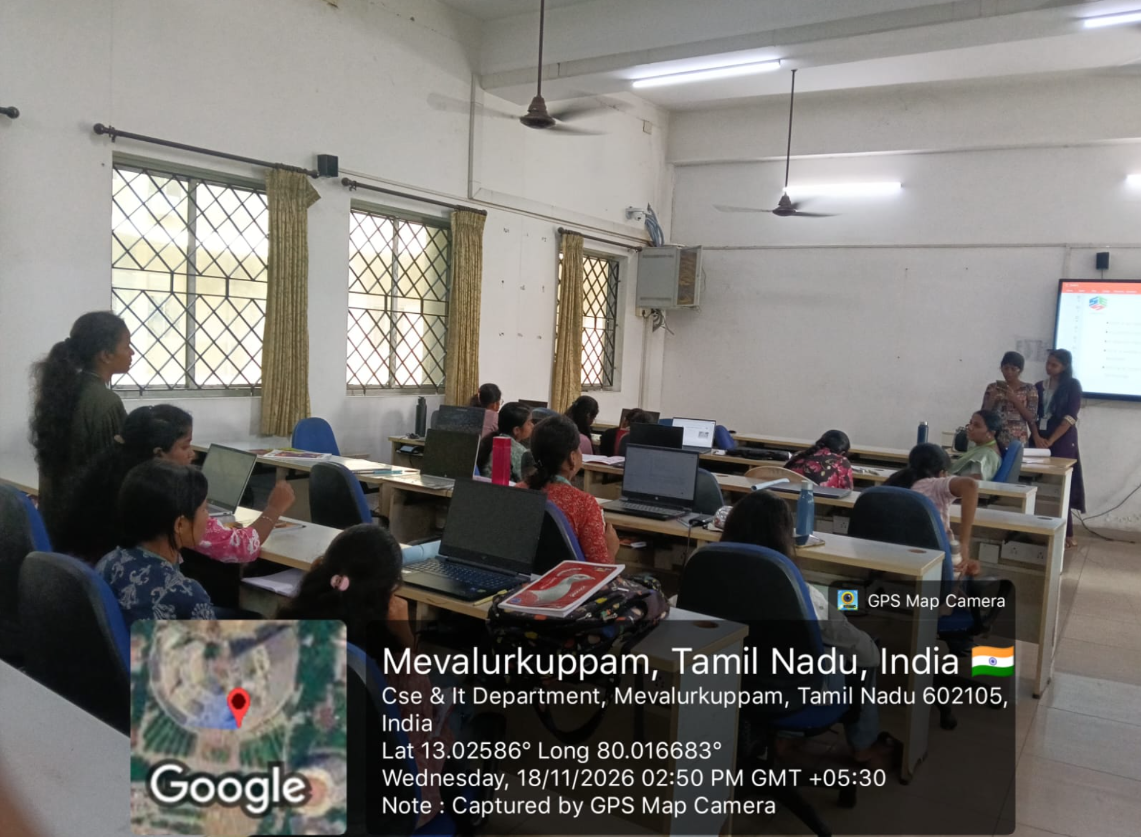 GPS Map Camera
Mevalurkuppam, Tamil Nadu, India
Cse & It Department, Mevalurkuppam, Tamil Nadu 602105,
India
Lat 13.02586° Long 80.016683°
Wednesday, 18/11/2026 02:50 PM GMT +05:30
Note : Captured by GPS Map Camera
Google